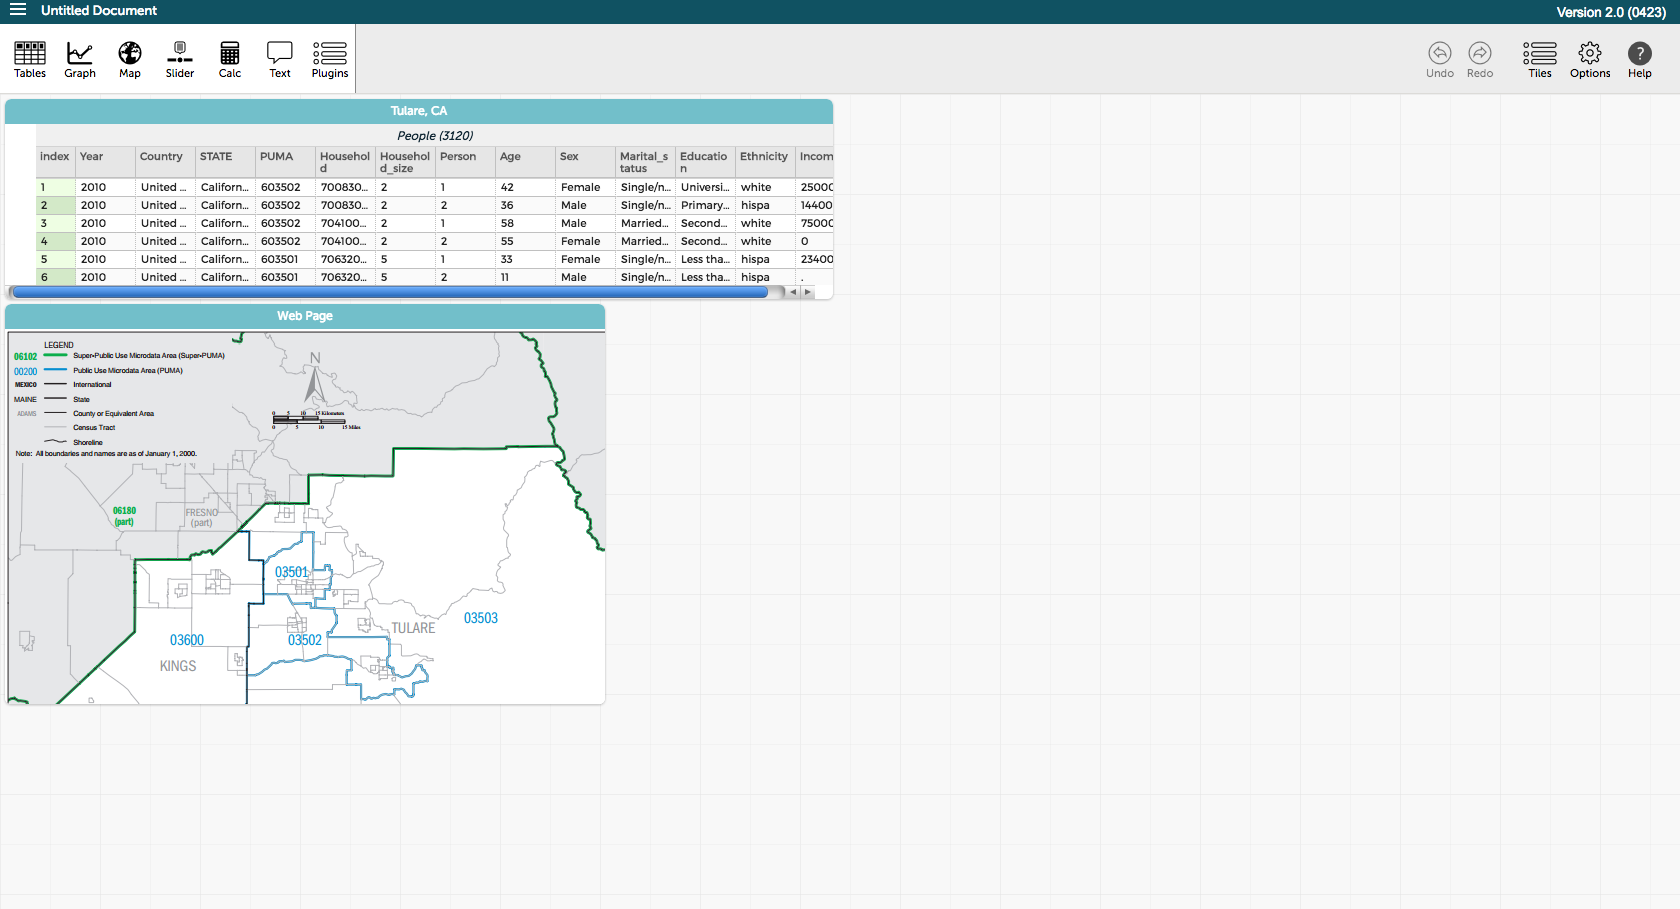 Untitled Document
Version 2.0 (0423)
Tables Graph Map Slider Calc Text Plugins
Undo Redo Tiles Options Help
Tulare, CA
People (3120)
index Year Country STATE PUMA Househol d Househol d_size Person Age Sex Marital_s tatus Educatio n Ethnicity Incom
1 2010 United ... Californ... 603502 700830... 2 1 42 Female Single/n... Universi... white 25000
2 2010 United ... Californ... 603502 700830... 2 2 36 Male Single/n... Primary... hispa 14400
3 2010 United ... Californ... 603502 704100... 2 1 58 Male Married... Second... white 75000
4 2010 United ... Californ... 603502 704100... 2 2 55 Female Married... Second... white 0
5 2010 United ... Californ... 603501 706320... 5 1 33 Female Single/n... Less tha... hispa 23400
6 2010 United ... Californ... 603501 706320... 5 2 11 Male Single/n... Less tha... hispa .
Web Page
LEGEND
06102 Super-Public Use Microdata Area (Super-PUMA)
00200 Public Use Microdata Area (PUMA)
MEXICO International
MAINE State
ADAMS County or Equivalent Area
Census Tract
Shoreline
Note: All boundaries and names are as of January 1, 2000.
N
0 5 10 15 Kilometers
0 5 10 15 Miles
06180
(part)
FRESNO
(part)
03501
03503
TULARE
03600
03502
KINGS